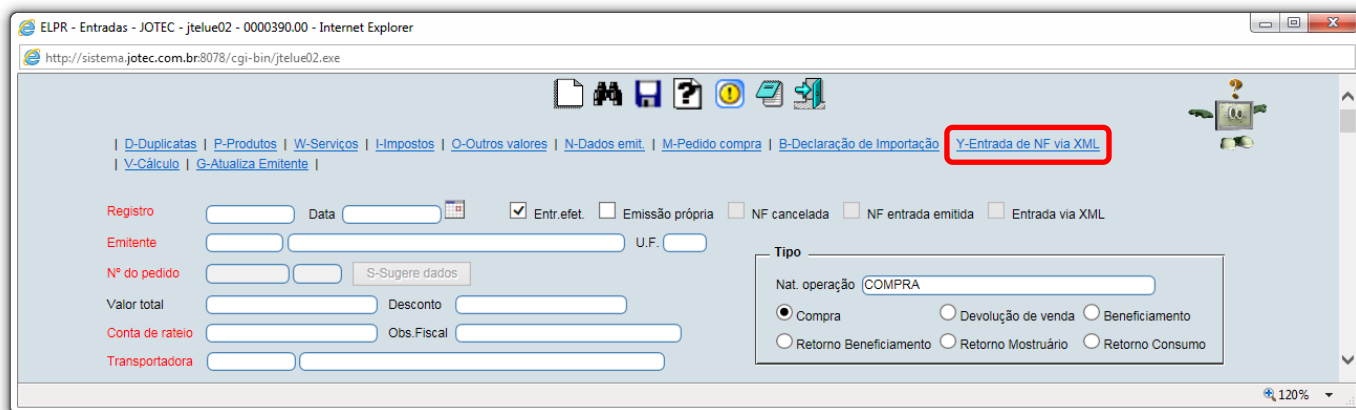 ELPR - Entradas - JOTEC - jtelue02 - 0000390.00 - Internet Explorer
http://sistema.jotec.com.br:8078/cgi-bin/jtelue02.exe
| D-Duplicatas | P-Produtos | W-Serviços | I-Impostos | O-Outros valores | N-Dados emit. | M-Pedido compra | B-Declaração de Importação Y-Entrada de NF via XML
| V-Cálculo | G-Atualiza Emitente |
Registro Data Entr.efet. Emissão própria NF cancelada NF entrada emitida Entrada via XML
Emitente U.F.
Nº do pedido S-Sugere dados
Valor total Desconto
Conta de rateio Obs.Fiscal
Transportadora
Tipo
Nat. operação COMPRA
Compra Devolução de venda Beneficiamento
Retorno Beneficiamento Retorno Mostruário Retorno Consumo
120%